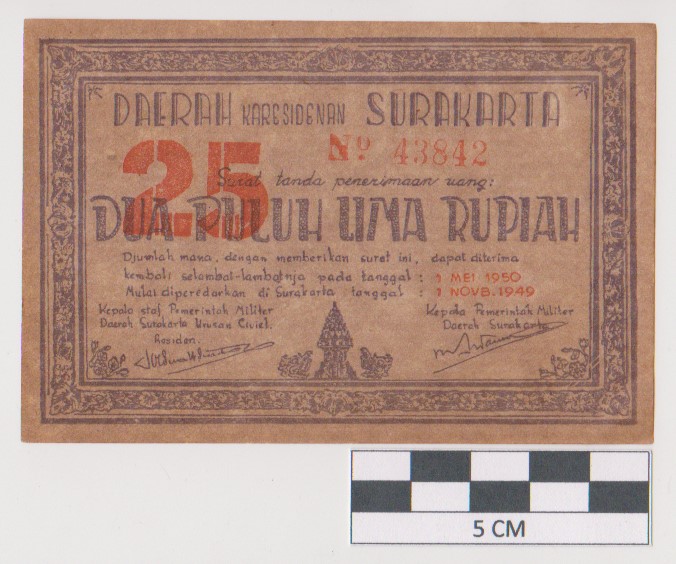 DAERAH KARESIDENAN SURAKARTA
25
Nº 43842
Surat tanda penerimaan uang:
DUA PULUH LIMA RUPIAH
Djumlah mana, dengan memberikan surat ini, dapat diterima
kembali selambat-lambatnja pada tanggal : 1 MEI 1950
Mulai diperedarkan di Surakarta tanggal : 1 NOVB. 1949
Kepala staf Pemerintah Militer
Daerah Surakarta Urusan Civiel.
Residen.
Kepala Pemerintah Militer
Daerah Surakarta
5 CM